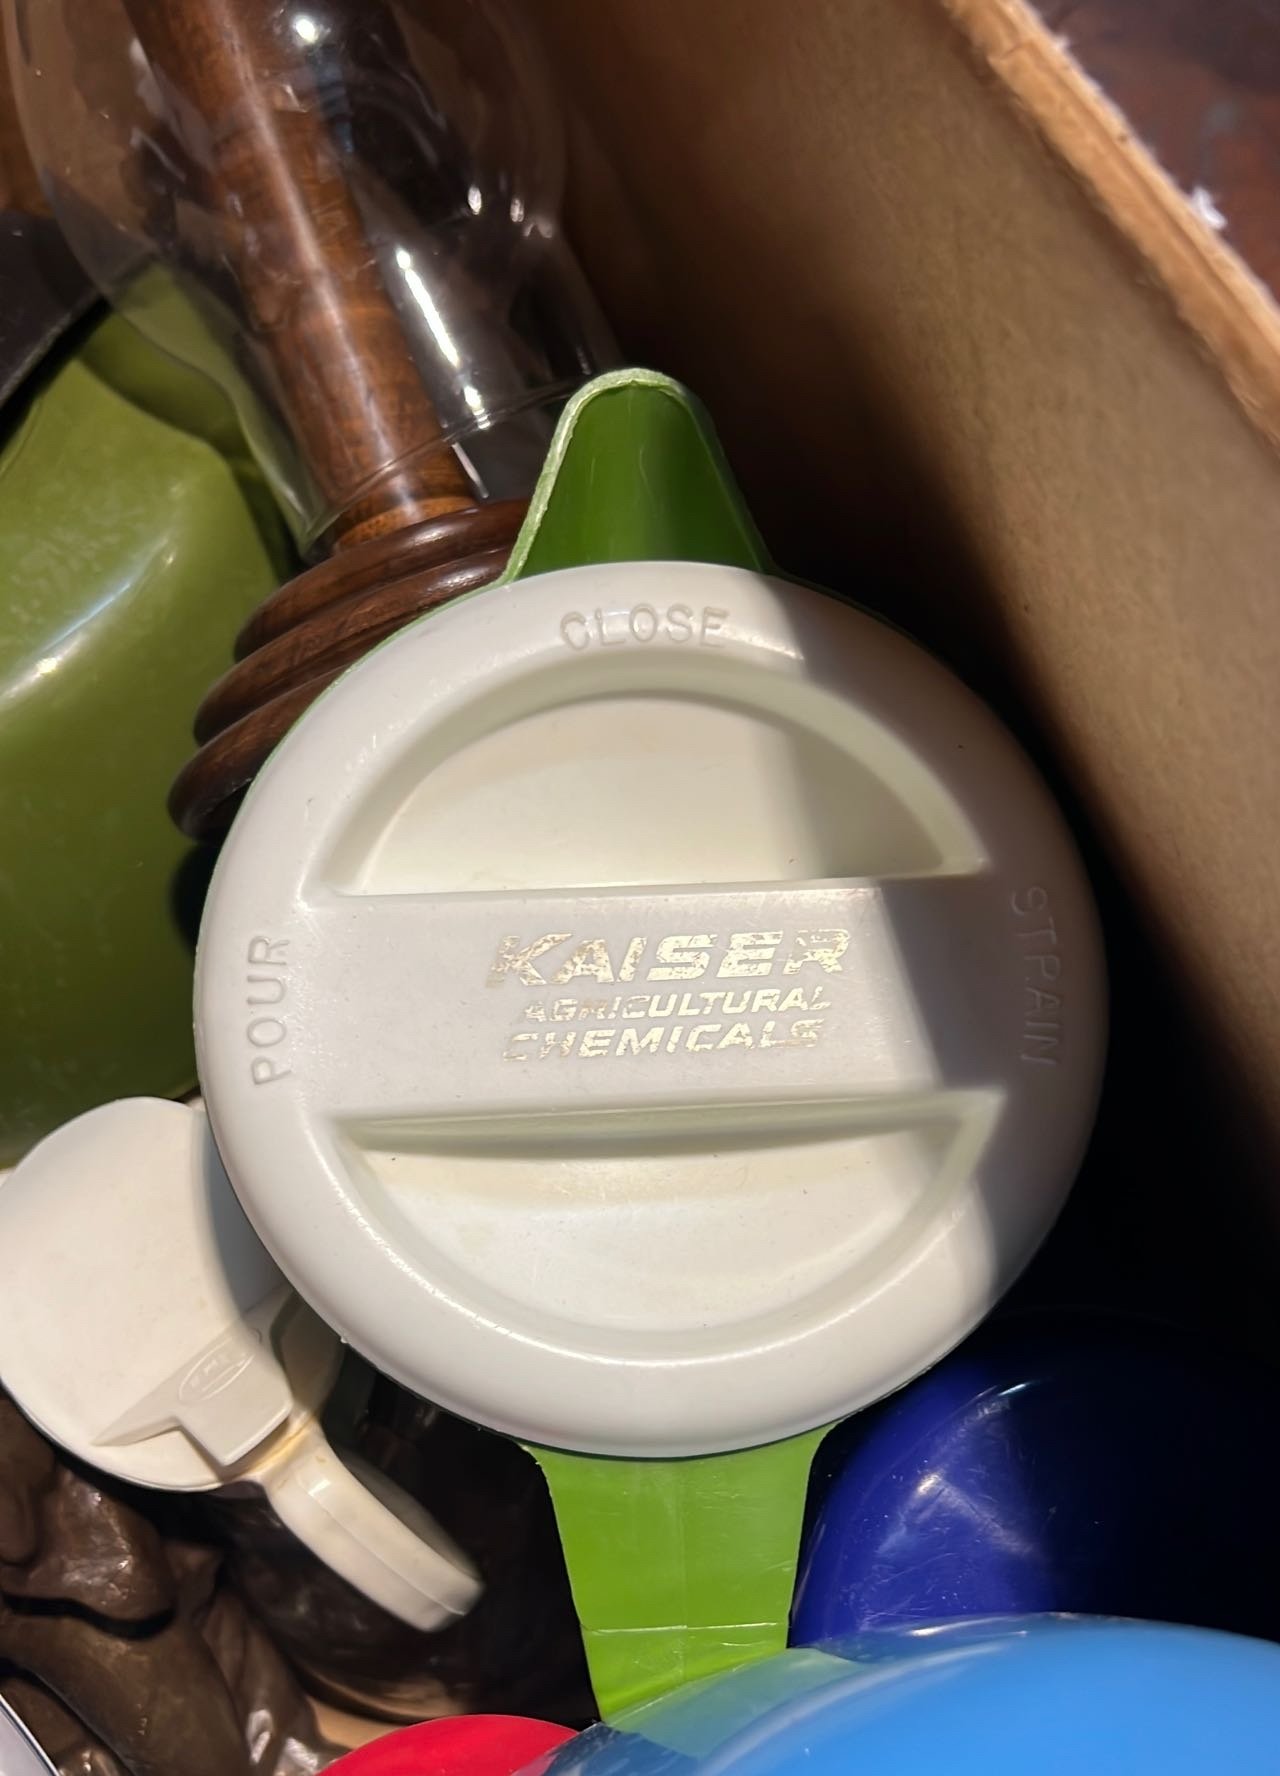 CLOSE
POUR
STRAIN
KAISER
AGRICULTURAL
CHEMICALS